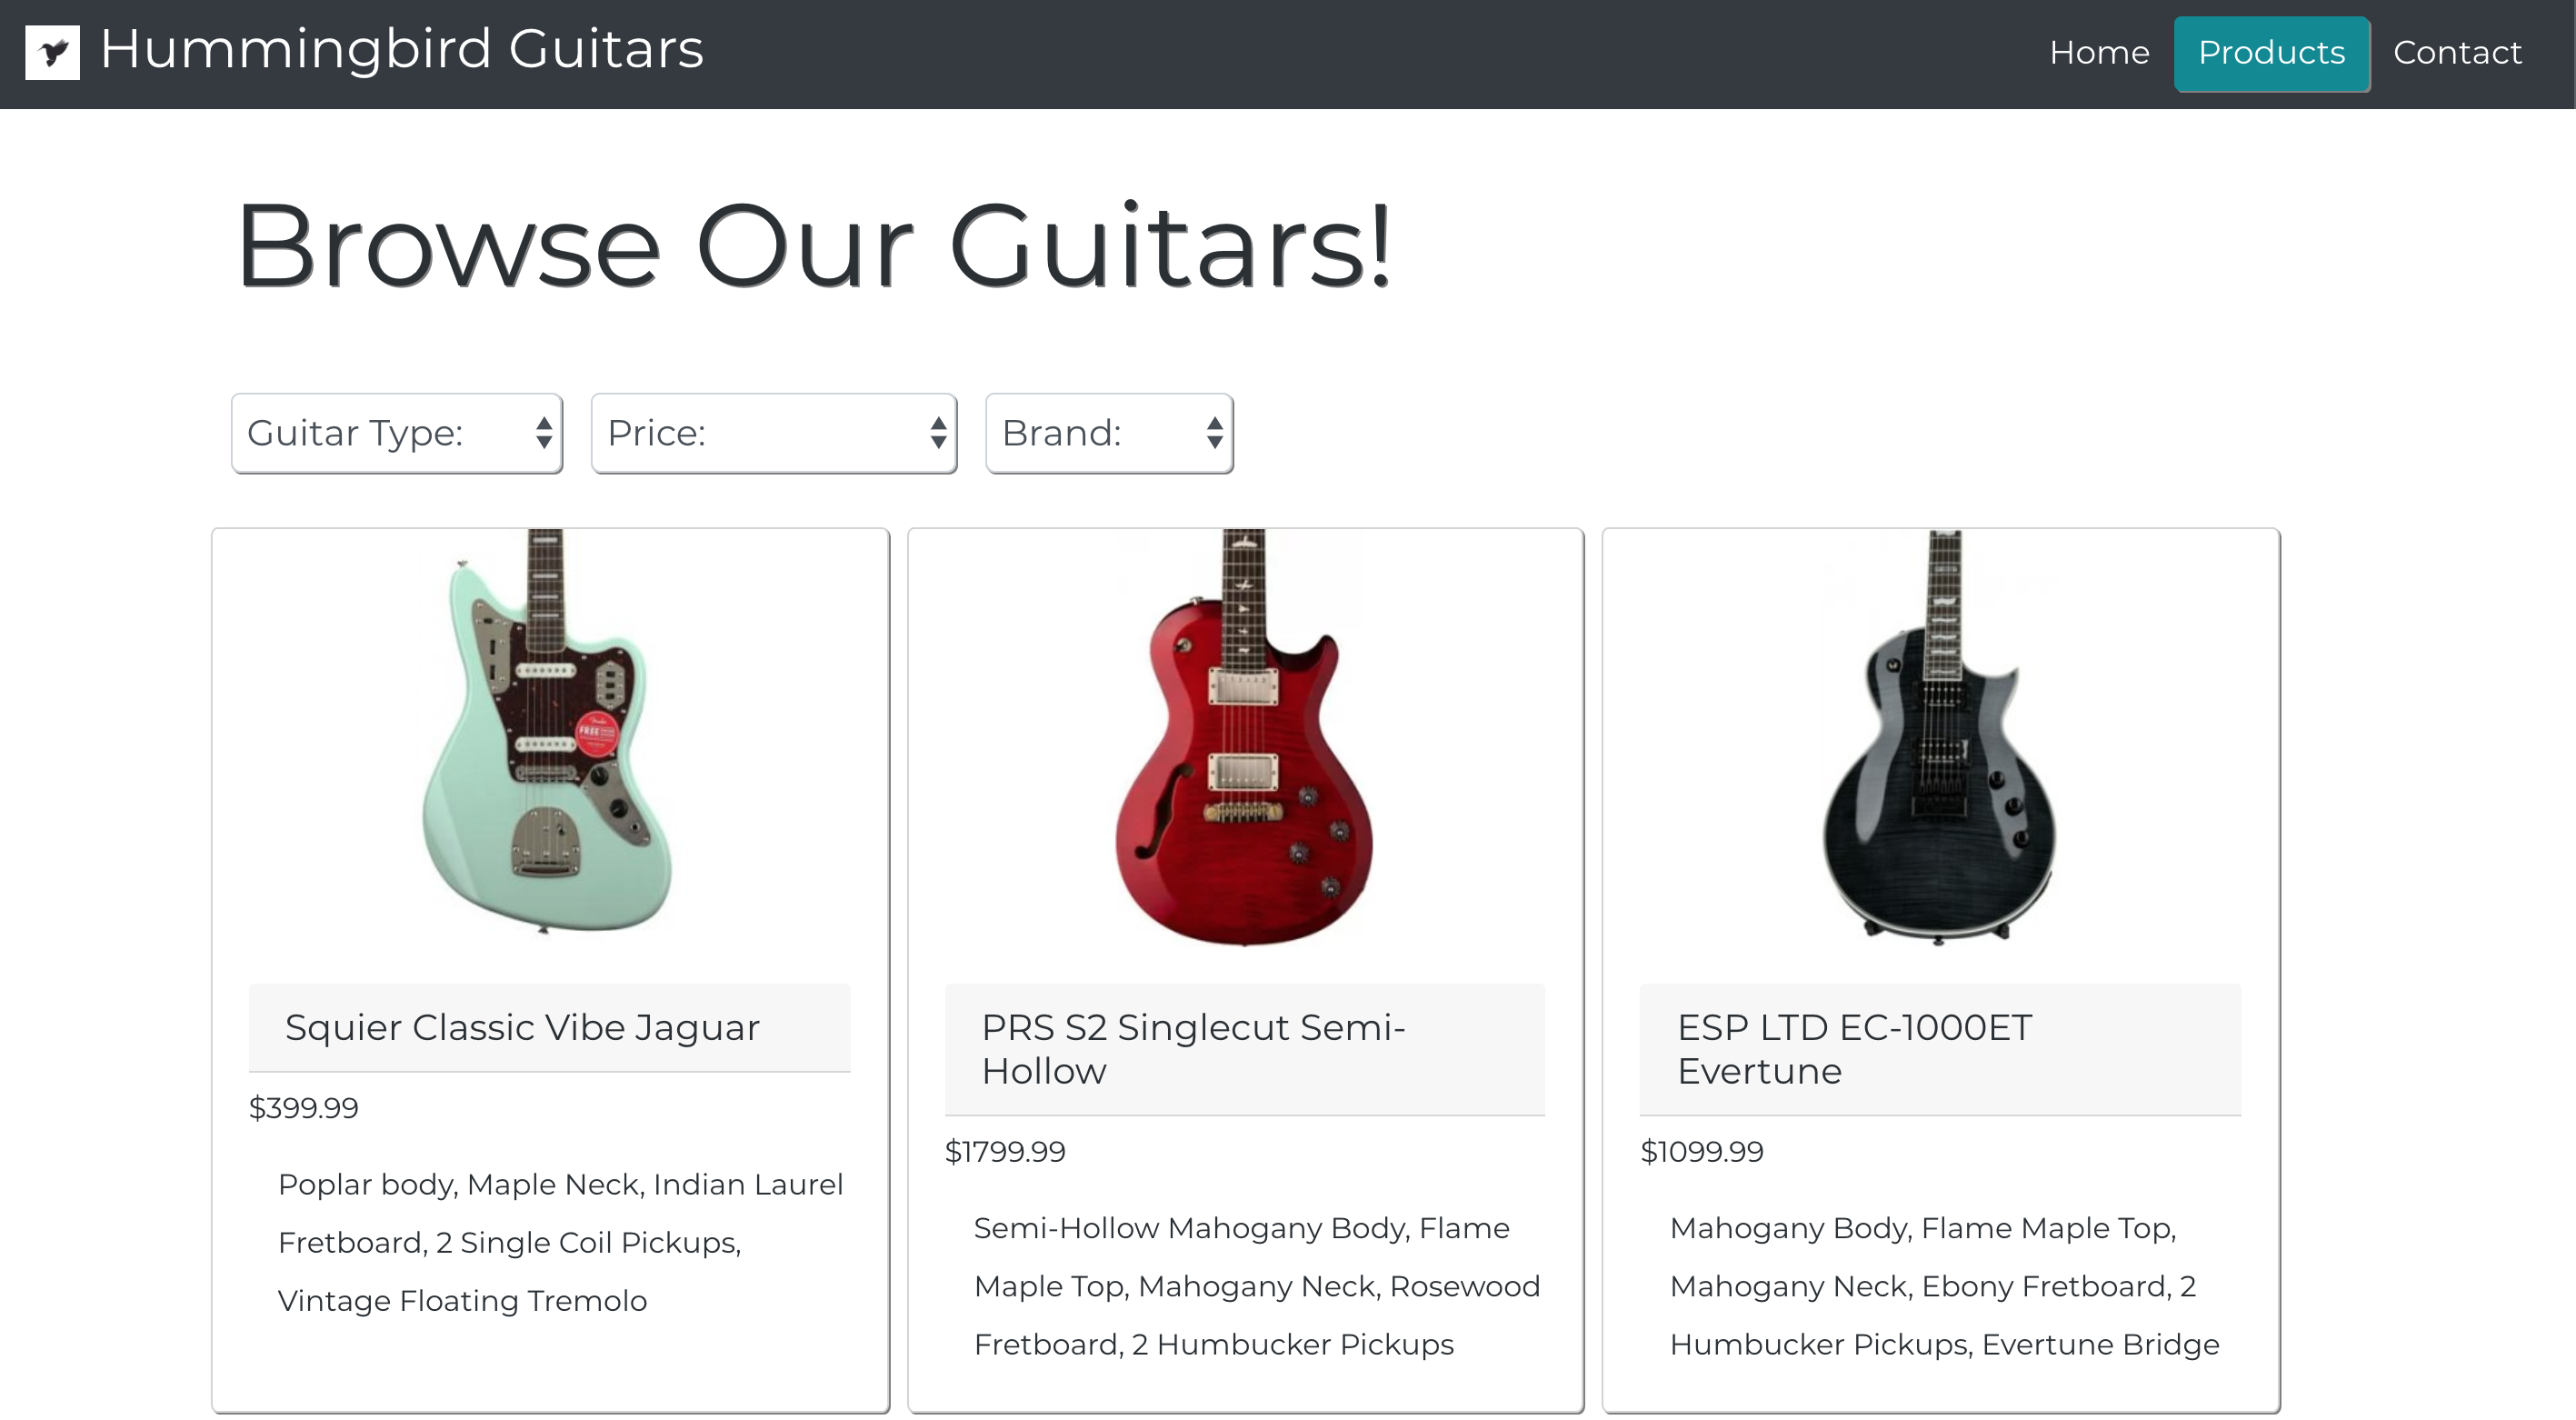 Hummingbird Guitars
Home
Products
Contact
Browse Our Guitars!
Guitar Type:
Price:
Brand:
FREE
Squier Classic Vibe Jaguar
$399.99
Poplar body, Maple Neck, Indian Laurel
Fretboard, 2 Single Coil Pickups,
Vintage Floating Tremolo
PRS S2 Singlecut Semi-
Hollow
$1799.99
Semi-Hollow Mahogany Body, Flame
Maple Top, Mahogany Neck, Rosewood
Fretboard, 2 Humbucker Pickups
ESP LTD EC-1000ET
Evertune
$1099.99
Mahogany Body, Flame Maple Top,
Mahogany Neck, Ebony Fretboard, 2
Humbucker Pickups, Evertune Bridge